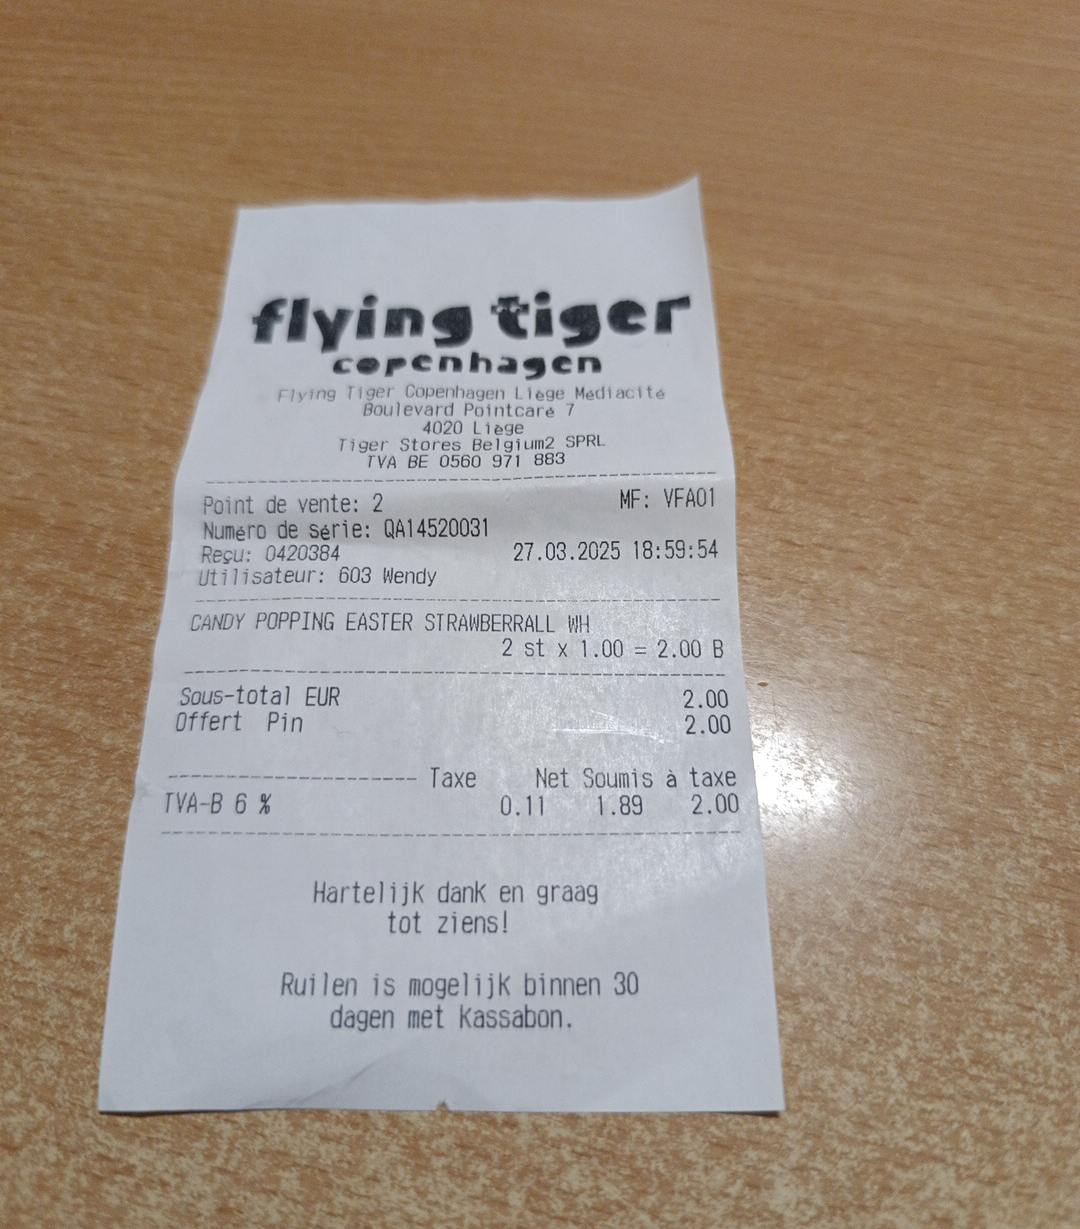 flying tiger
copenhagen
Flying Tiger Copenhagen Liège Médiacité
Boulevard Pointcaré 7
4020 Liège
Tiger Stores Belgium2 SPRL
TVA BE 0560 971 883
Point de vente: 2 MF: VFA01
Numéro de série: QA14520031
Reçu: 0420384 27.03.2025 18:59:54
Utilisateur: 603 Wendy
CANDY POPPING EASTER STRAWBERRALL WH
2 st x 1.00 = 2.00 B
Sous-total EUR 2.00
Offert Pin 2.00
Taxe Net Soumis à taxe
TVA-B 6 % 0.11 1.89 2.00
Hartelijk dank en graag
tot ziens!
Ruilen is mogelijk binnen 30
dagen met kassabon.